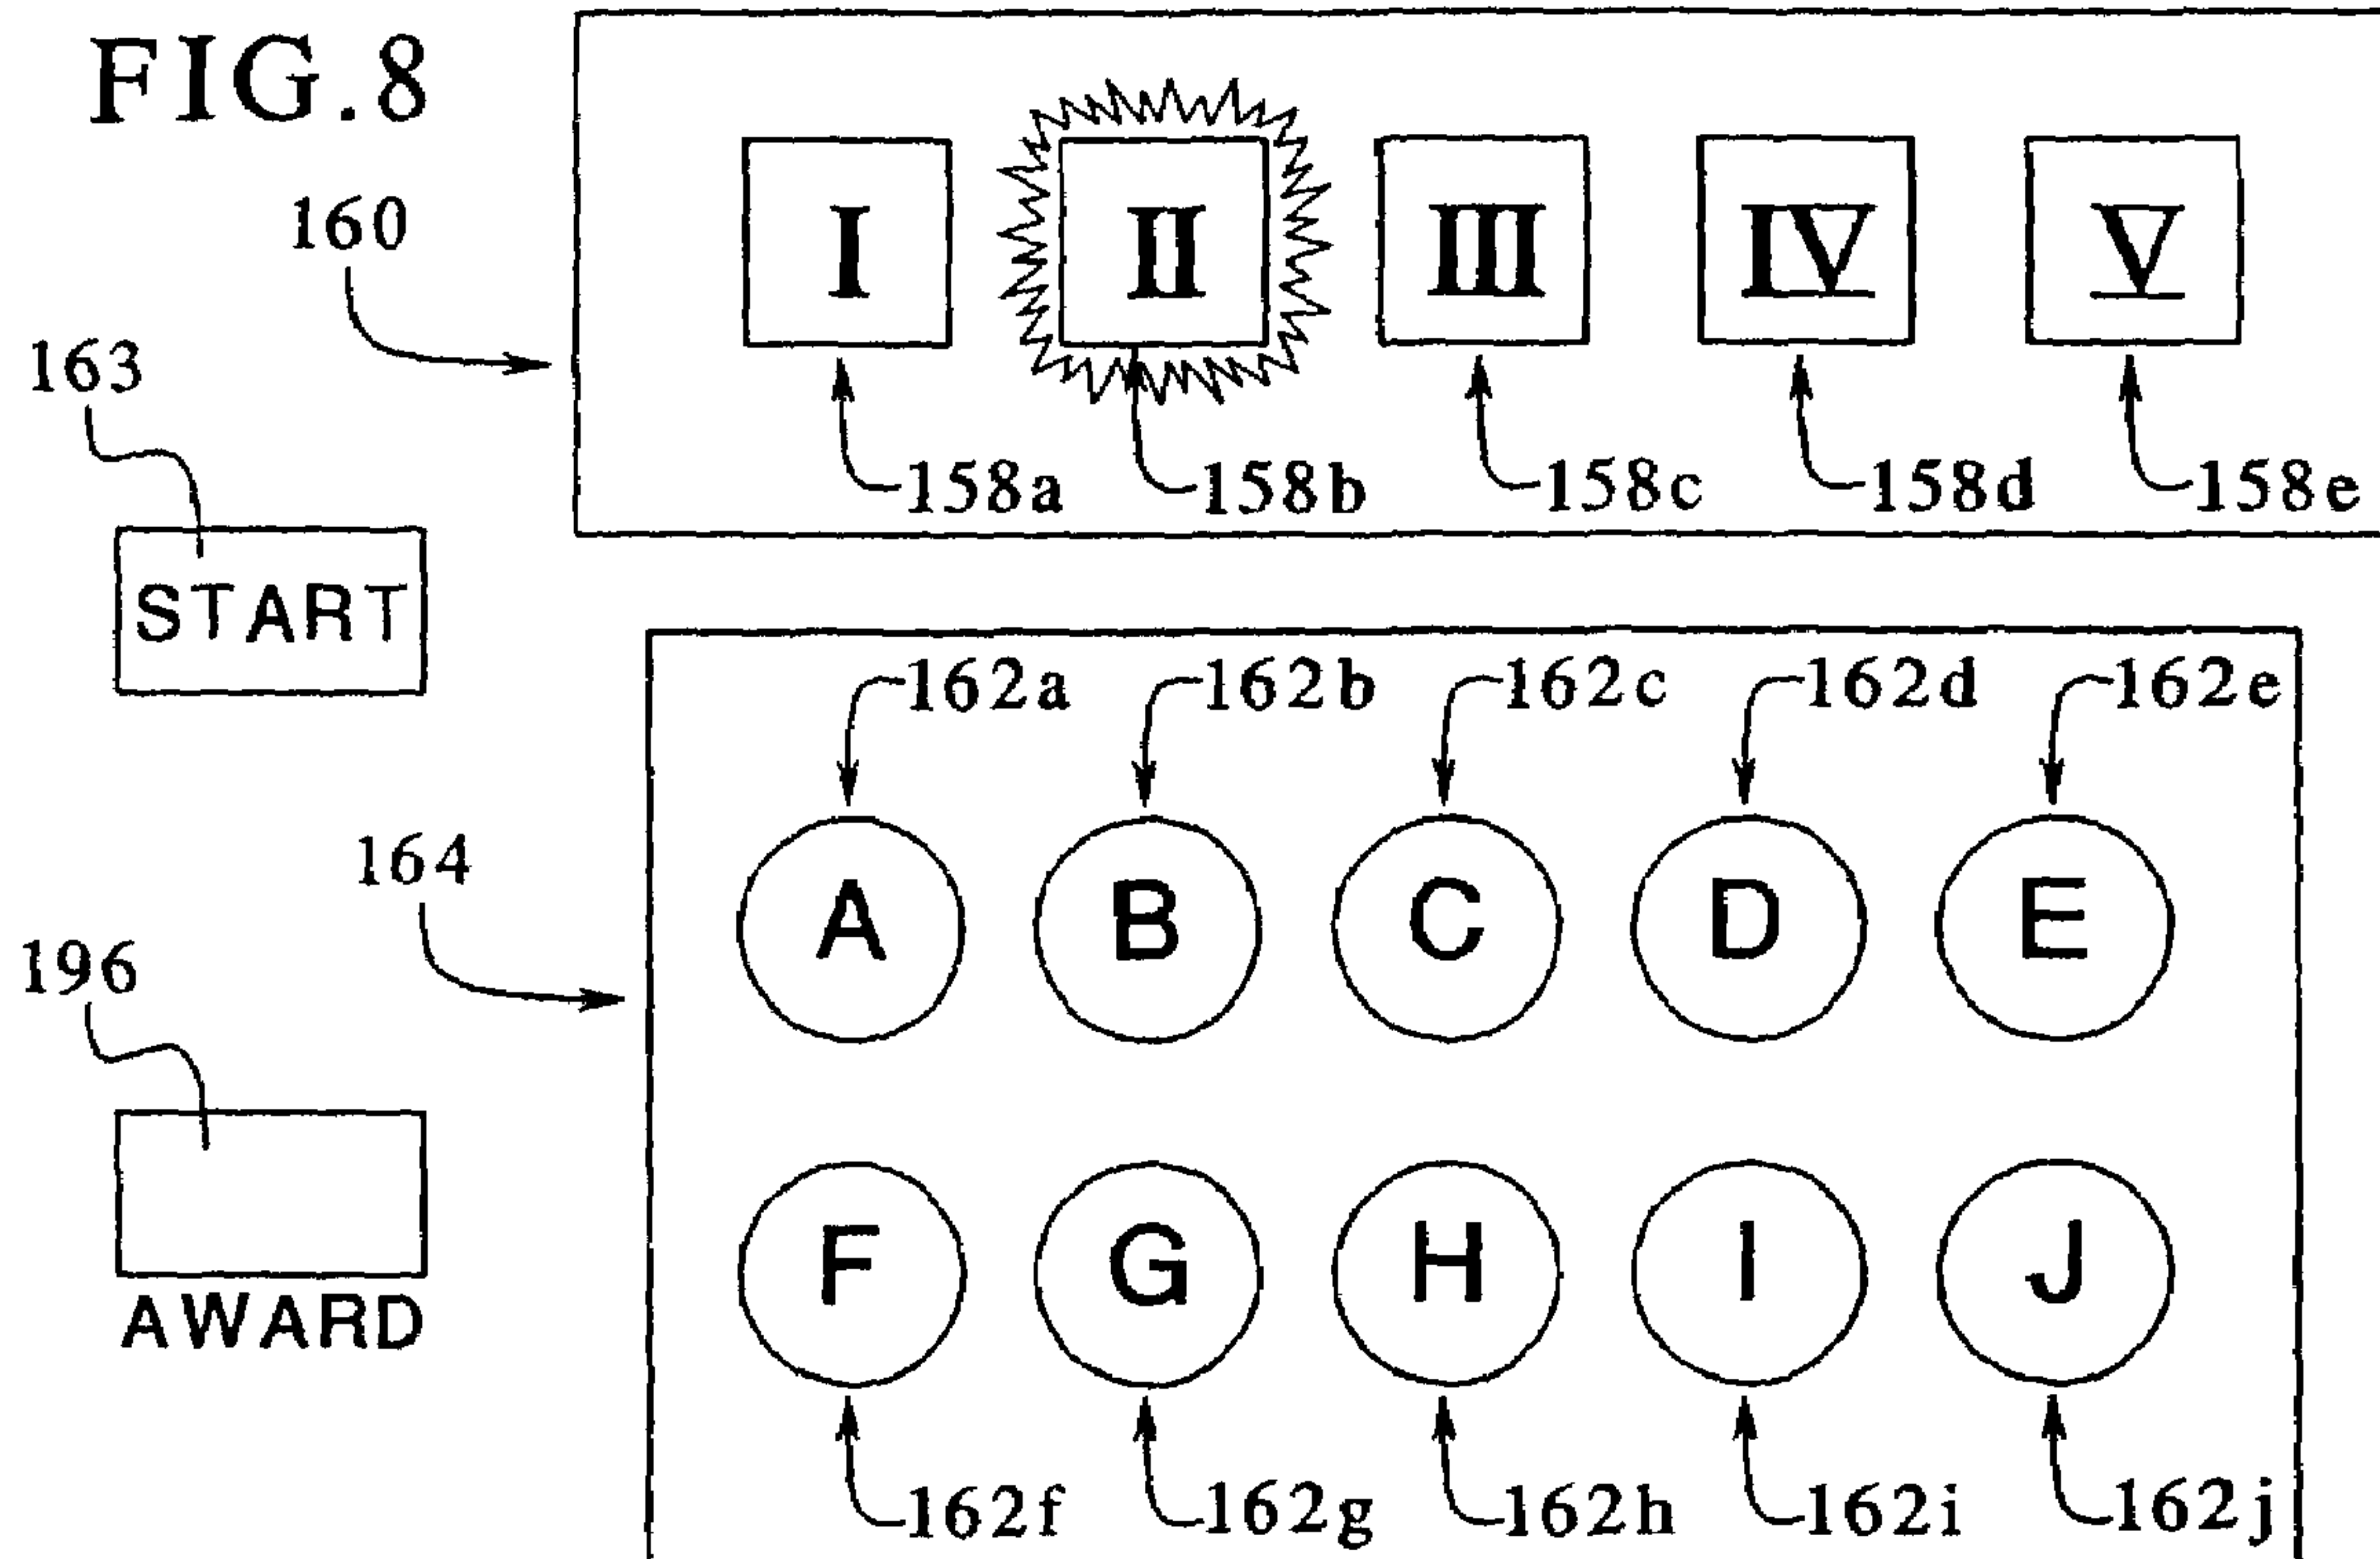 FIG.8
160
I II III IV V
158a 158b 158c 158d 158e
163
START
164
162a 162b 162c 162d 162e
A B C D E
F G H I J
162f 162g 162h 162i 162j
196
AWARD